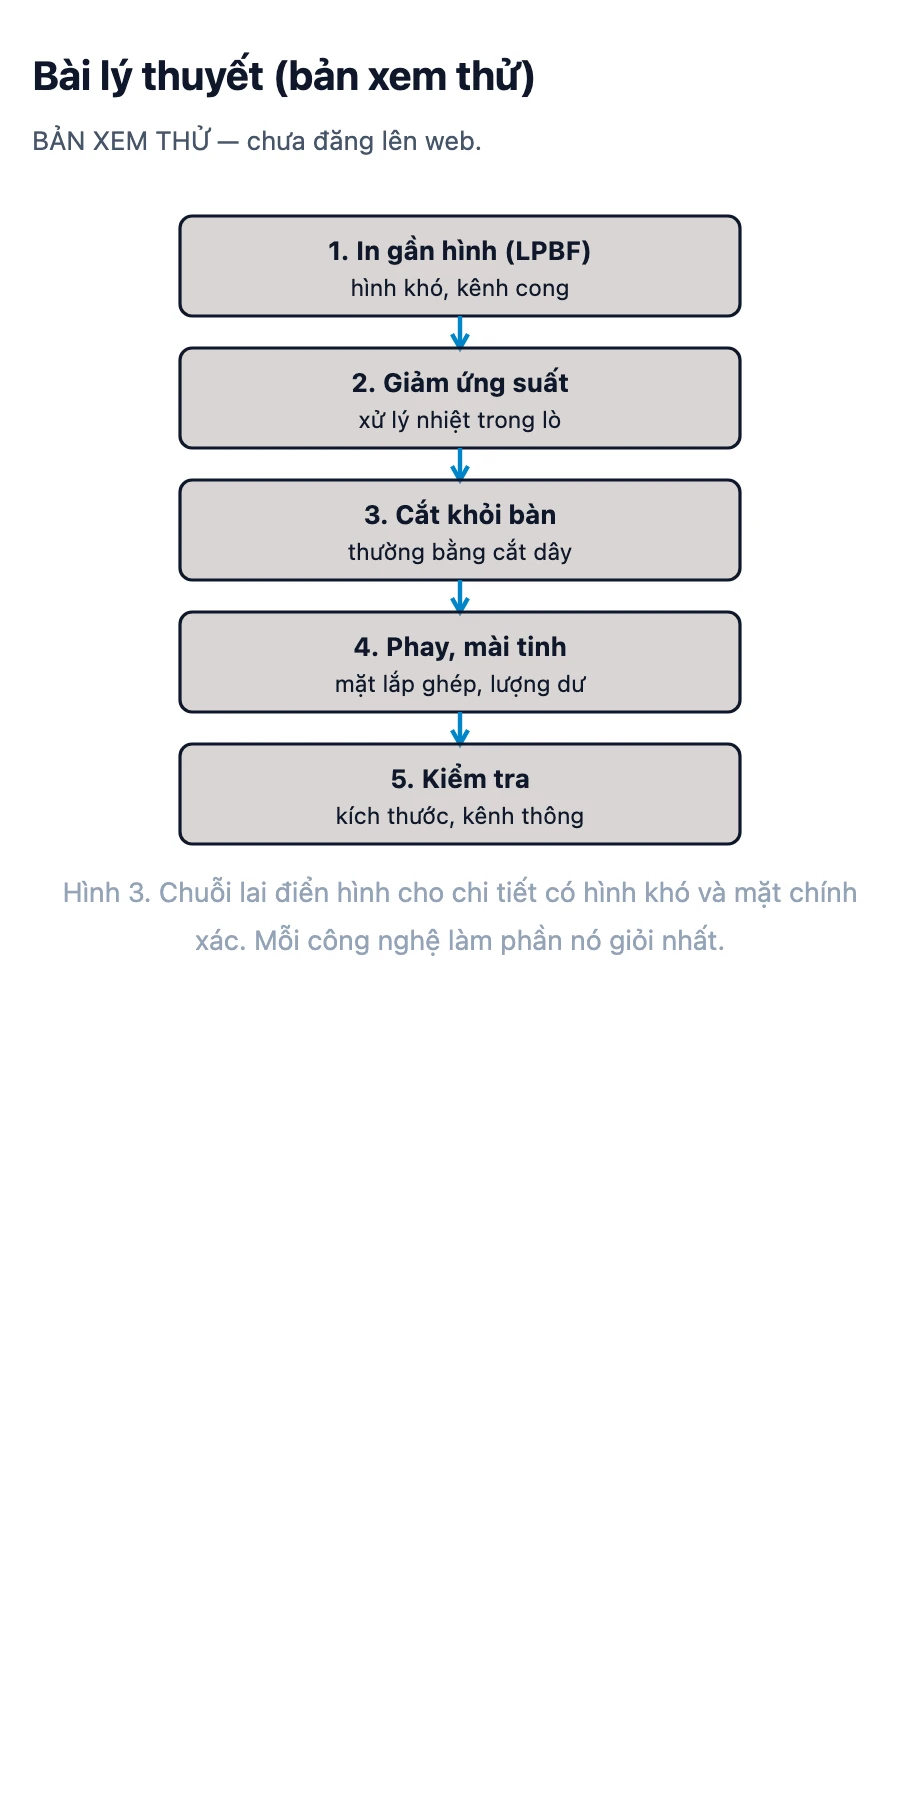 Bài lý thuyết (bản xem thử)
BẢN XEM THỬ — chưa đăng lên web.
1. In gần hình (LPBF)
hình khó, kênh cong
2. Giảm ứng suất
xử lý nhiệt trong lò
3. Cắt khỏi bàn
thường bằng cắt dây
4. Phay, mài tinh
mặt lắp ghép, lượng dư
5. Kiểm tra
kích thước, kênh thông
Hình 3. Chuỗi lai điển hình cho chi tiết có hình khó và mặt chính
xác. Mỗi công nghệ làm phần nó giỏi nhất.